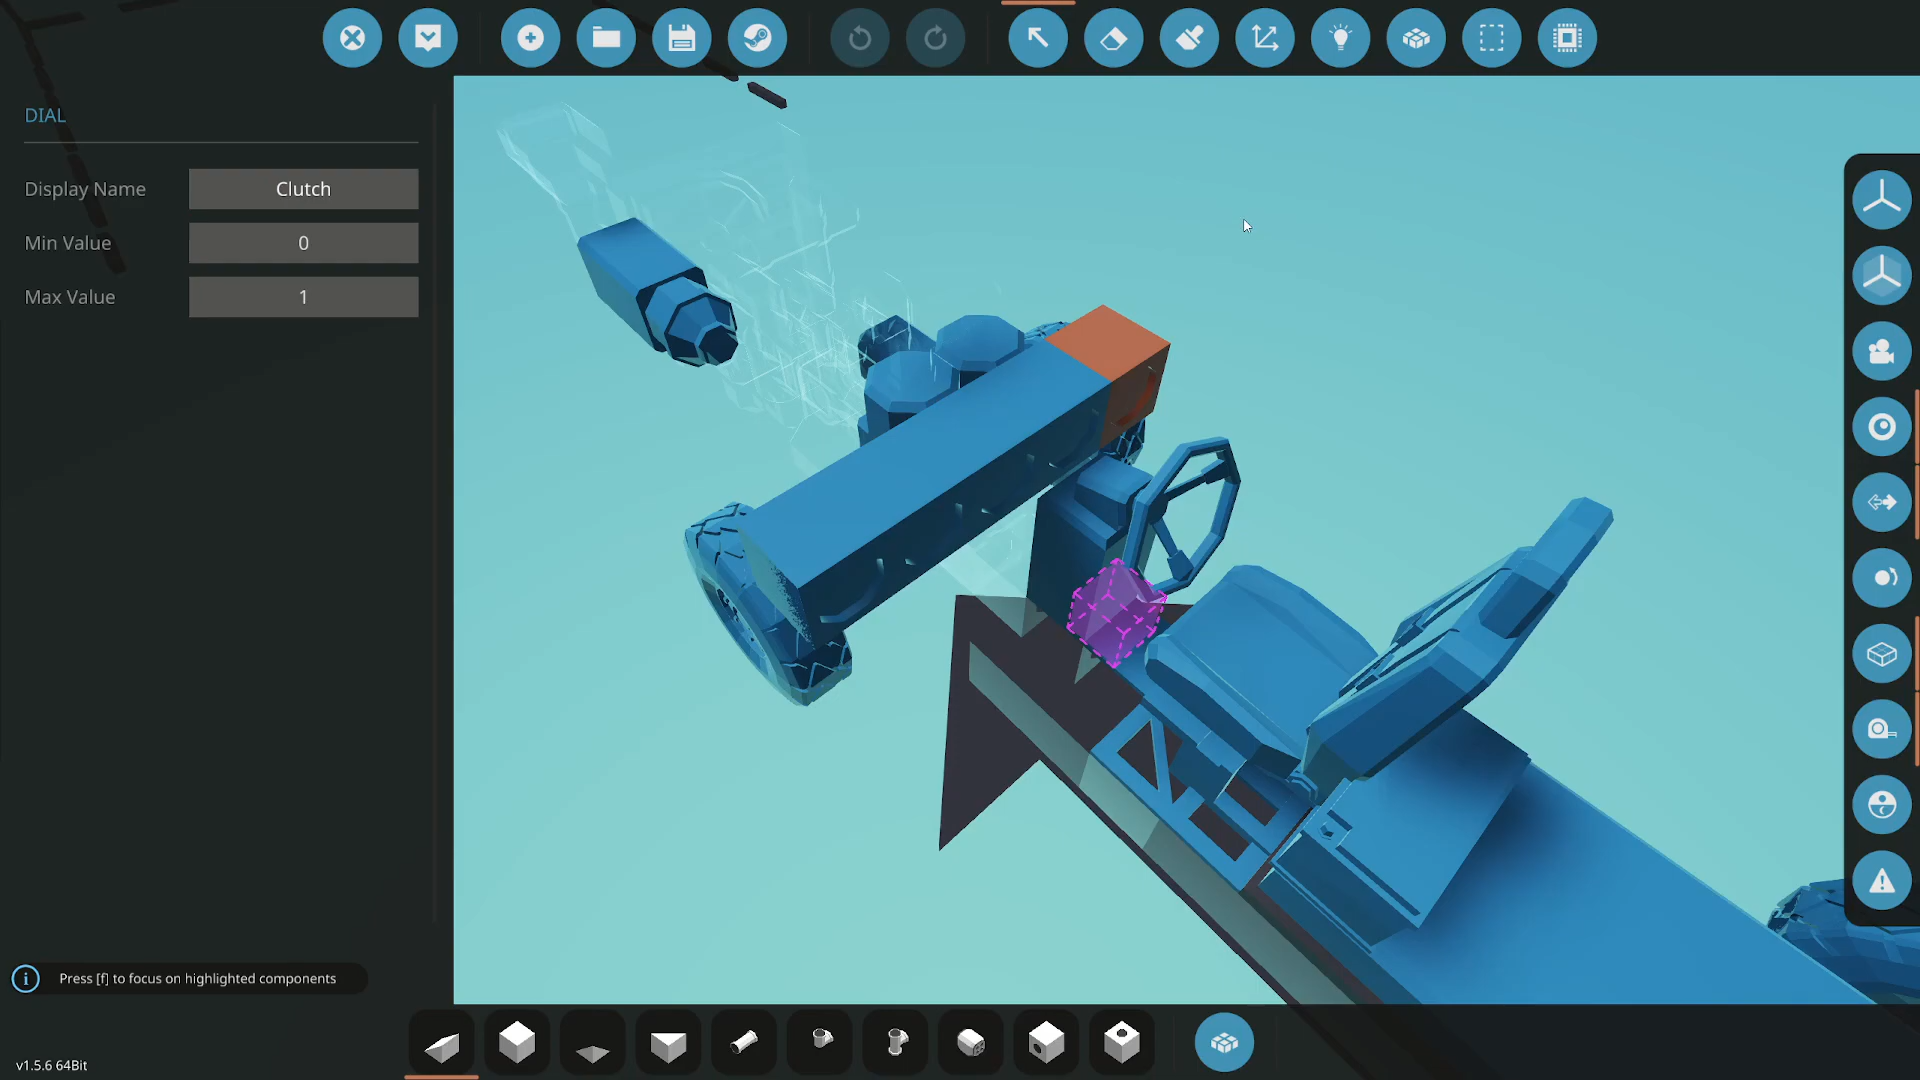 DIAL
Display Name
Clutch
Min Value
0
Max Value
1
Press [f] to focus on highlighted components
v1.5.6 64Bit